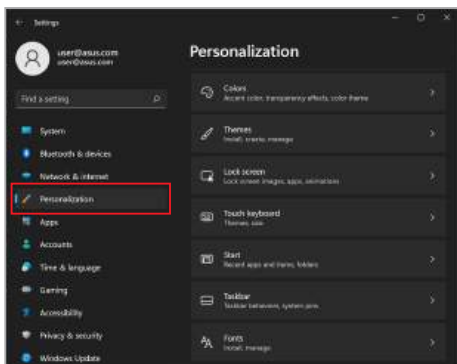 Settings
user@asus.com
user@asus.com
Find a setting
System
Bluetooth & devices
Network & internet
Personalization
Apps
Accounts
Time & language
Gaming
Accessibility
Privacy & security
Windows Update
Personalization
Colors
Accent color, transparency effects, color theme
Themes
Install, create, manage
Lock screen
Lock screen images, apps, animations
Touch keyboard
Themes, size
Start
Recent apps and items, folders
Taskbar
Taskbar behaviors, system pins
Fonts
Install, manage